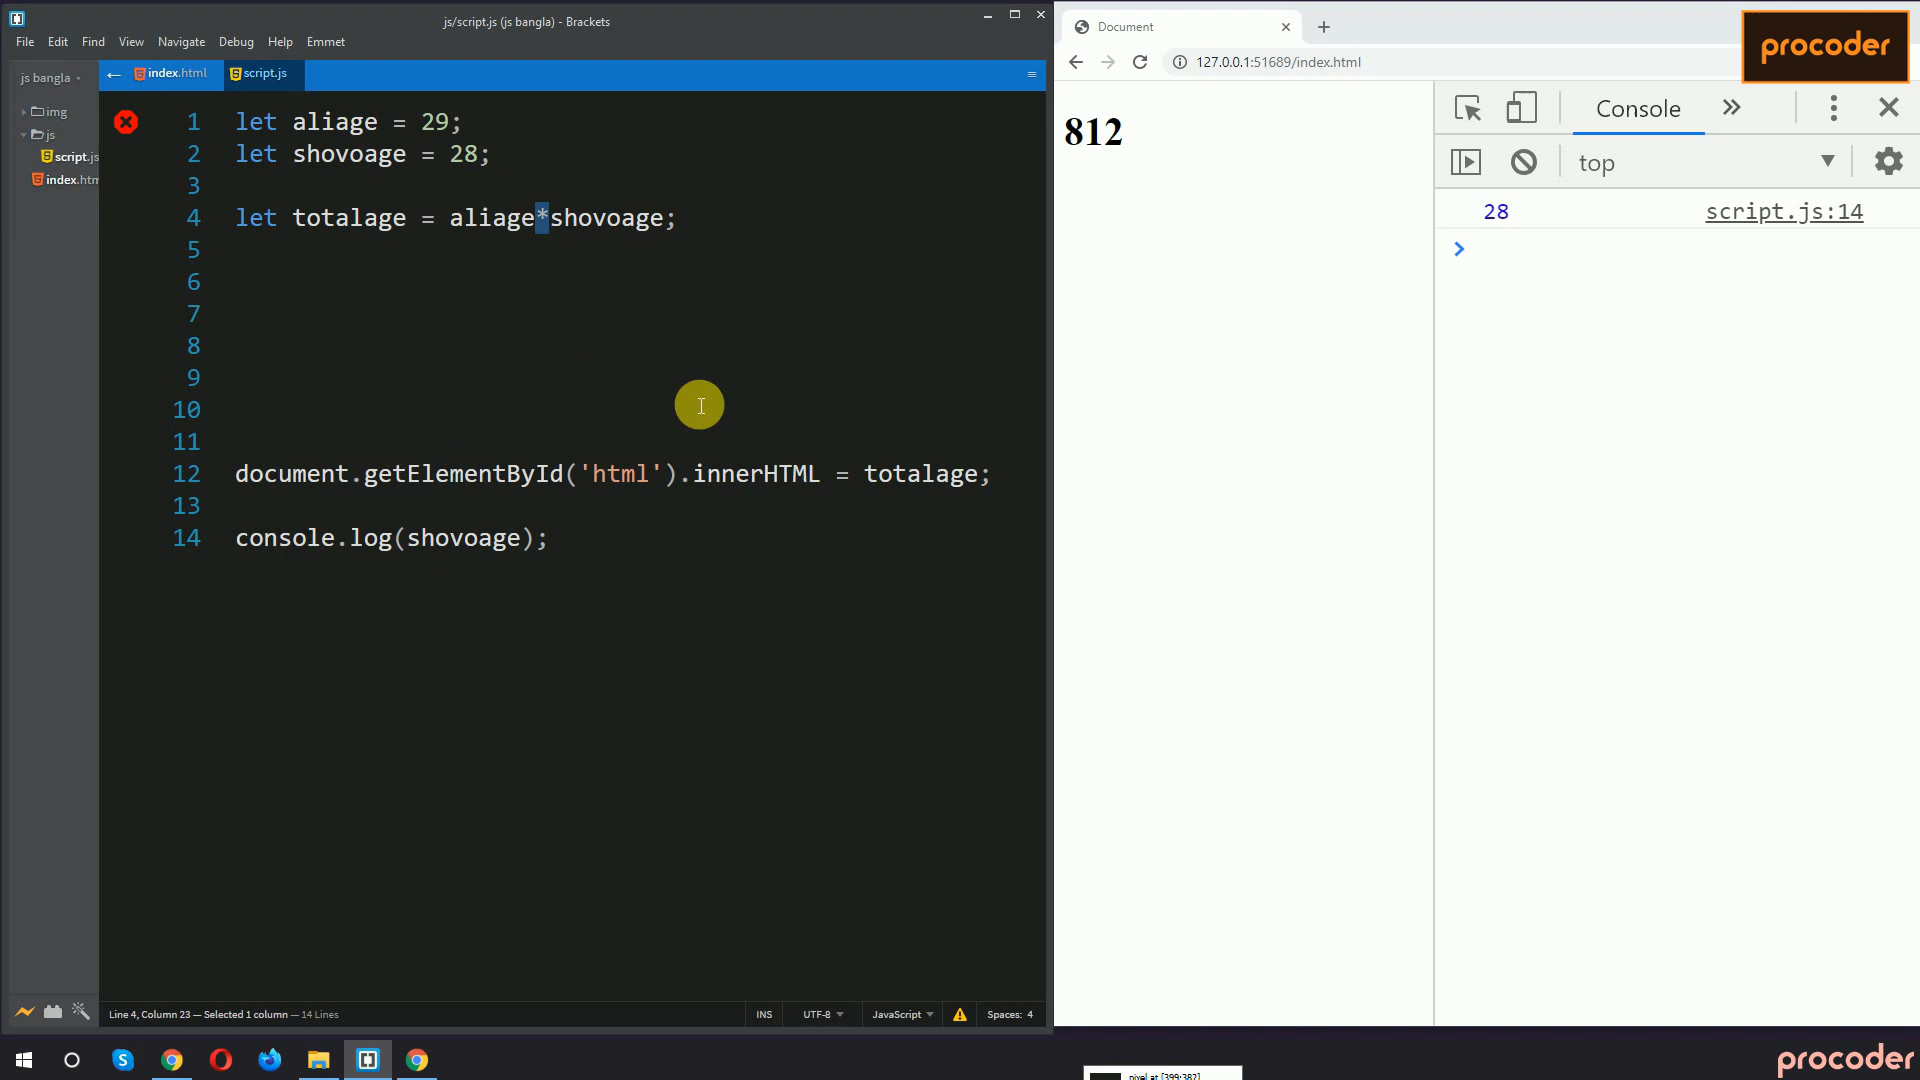 js/script.js (js bangla) - Brackets
File Edit Find View Navigate Debug Help Emmet
js bangla
img
js
script.js
index.htm
index.html
script.js
1 let aliage = 29;
2 let shovoage = 28;
3
4 let totalage = aliage*shovoage;
5
6
7
8
9
10
11
12 document.getElementById('html').innerHTML = totalage;
13
14 console.log(shovoage);
Line 4, Column 23 — Selected 1 column — 14 Lines
INS UTF-8 JavaScript Spaces: 4
Document
127.0.0.1:51689/index.html
procoder
812
Console
top
28 script.js:14
pixel at [399:382]
procoder